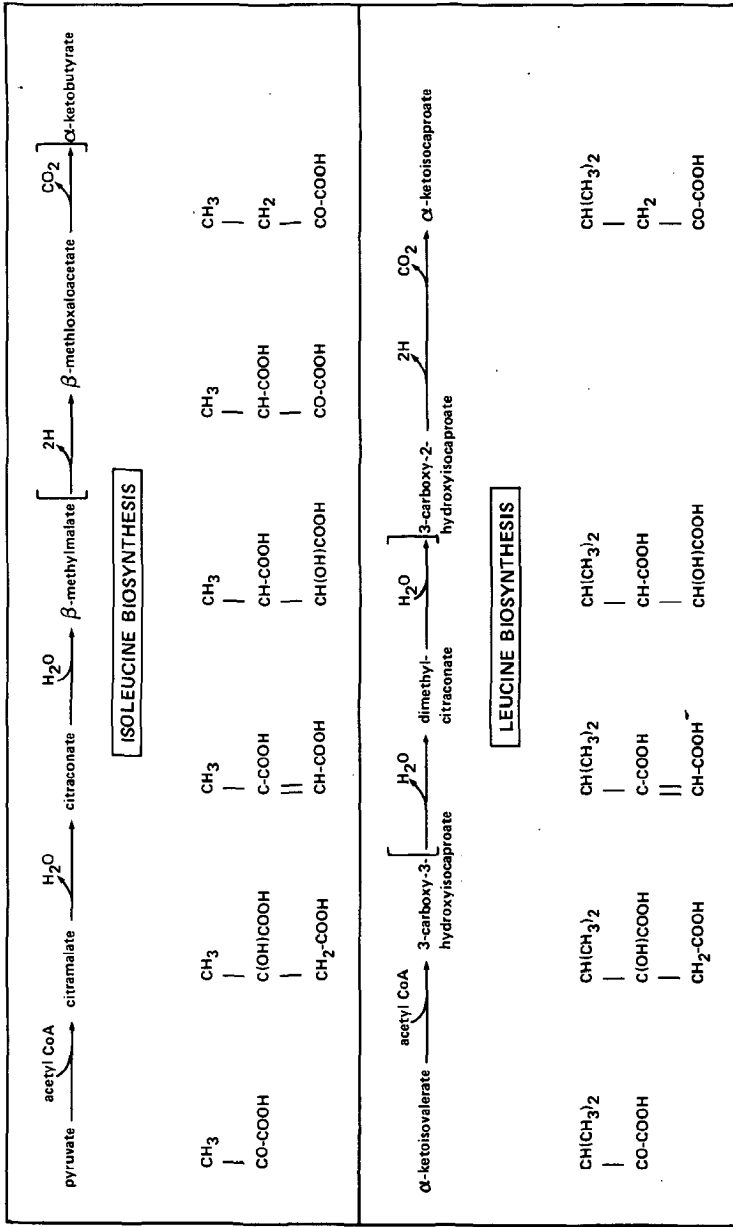 acetyl CoA H₂O H₂O 2H CO₂
pyruvate citramalate citraconate [β-methylmalate β-methloxaloacetate] α-ketobutyrate
ISOLEUCINE BIOSYNTHESIS
CH₃ CH₃ CH₃ CH₃ CH₃ CH₃
CO-COOH C(OH)COOH C-COOH CH-COOH CH-COOH CH₂
CH₂-COOH CH-COOH CH(OH)COOH CO-COOH CO-COOH
acetyl CoA H₂O H₂O 2H CO₂
α-ketoisovalerate 3-carboxy-3- [dimethyl- ] 3-carboxy-2- α-ketoisocaproate
hydroxyisocaproate citraconate hydroxyisocaproate
LEUCINE BIOSYNTHESIS
CH(CH₃)₂ CH(CH₃)₂ CH(CH₃)₂ CH(CH₃)₂ CH(CH₃)₂
CO-COOH C(OH)COOH C-COOH CH-COOH CH₂
CH₂-COOH CH-COOH CH(OH)COOH CO-COOH